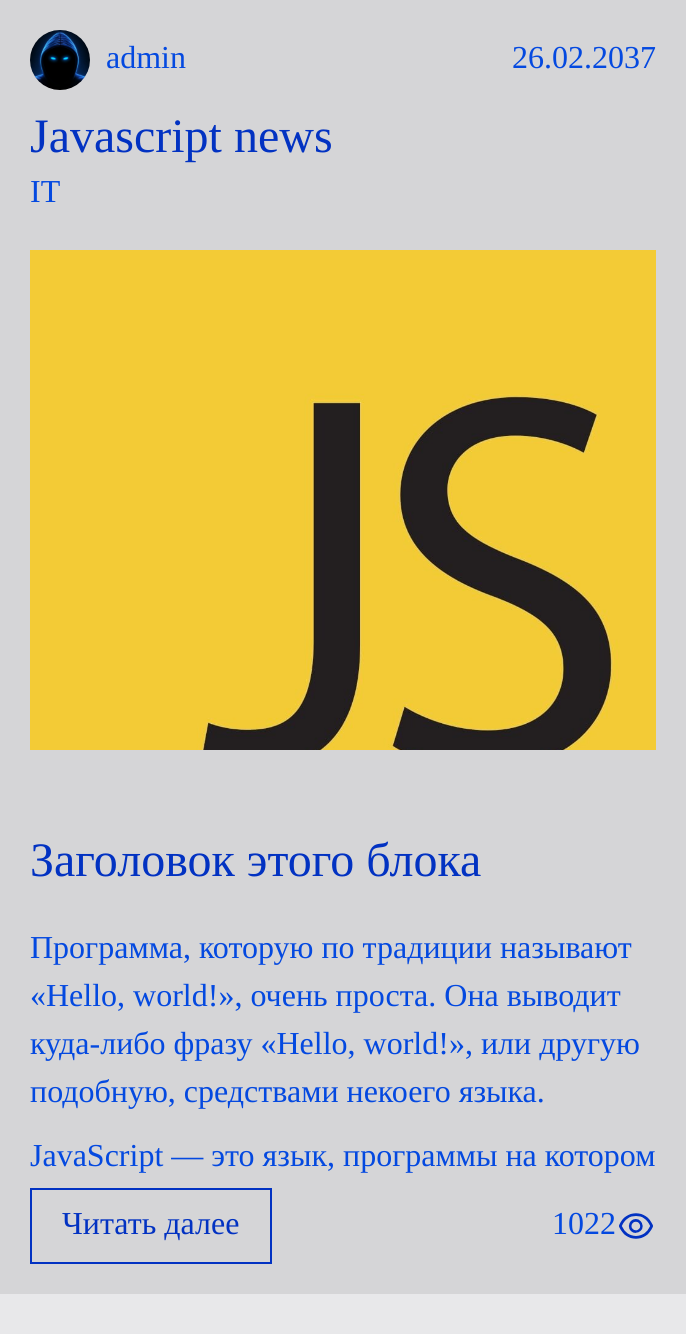 admin
26.02.2037
Javascript news
IT
JS
Заголовок этого блока
Программа, которую по традиции называют
«Hello, world!», очень проста. Она выводит
куда-либо фразу «Hello, world!», или другую
подобную, средствами некоего языка.
JavaScript — это язык, программы на котором
Читать далее
1022